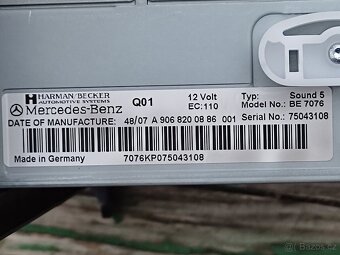 HARMAN/BECKER
AUTOMOTIVE SYSTEMS
Mercedes-Benz
Q01
12 Volt
EC:110
Typ: Sound 5
Model No.: BE 7076
DATE OF MANUFACTURE: 48/07 A 906 820 08 86 001 Serial No.: 75043108
Made in Germany 7076KP075043108